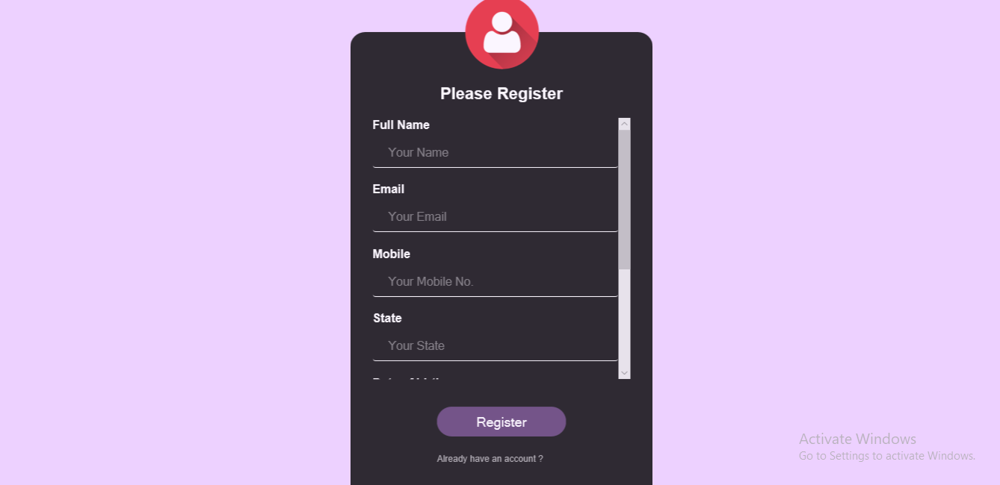 Please Register
Full Name
Your Name
Email
Your Email
Mobile
Your Mobile No.
State
Your State
Register
Already have an account ?
Activate Windows
Go to Settings to activate Windows.